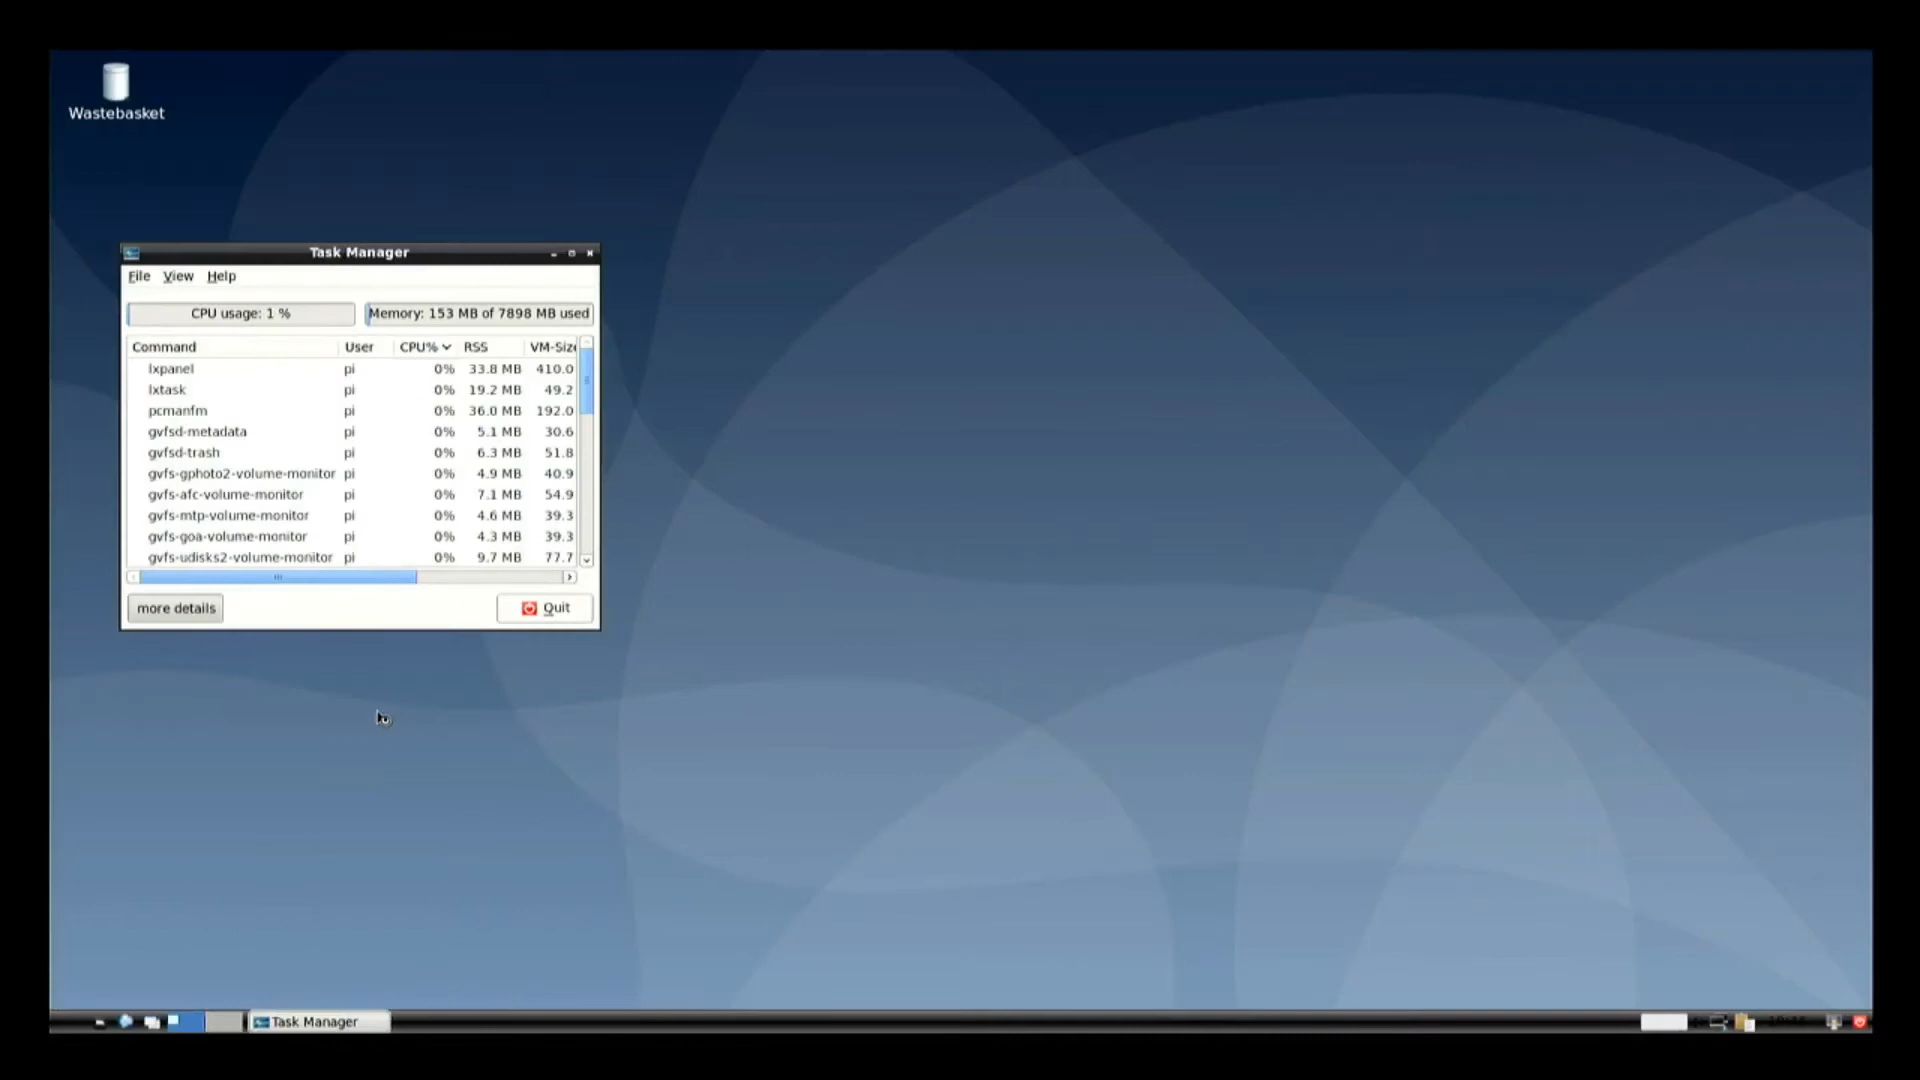 Wastebasket
Task Manager
File View Help
CPU usage: 1 % Memory: 153 MB of 7898 MB used
Command User CPU% RSS VM-Size
lxpanel pi 0% 33.8 MB 410.0
lxtask pi 0% 19.2 MB 49.2
pcmanfm pi 0% 36.0 MB 192.0
gvfsd-metadata pi 0% 5.1 MB 30.6
gvfsd-trash pi 0% 6.3 MB 51.8
gvfs-gphoto2-volume-monitor pi 0% 4.9 MB 40.9
gvfs-afc-volume-monitor pi 0% 7.1 MB 54.9
gvfs-mtp-volume-monitor pi 0% 4.6 MB 39.3
gvfs-goa-volume-monitor pi 0% 4.3 MB 39.3
gvfs-udisks2-volume-monitor pi 0% 9.7 MB 77.7
more details Quit
Task Manager